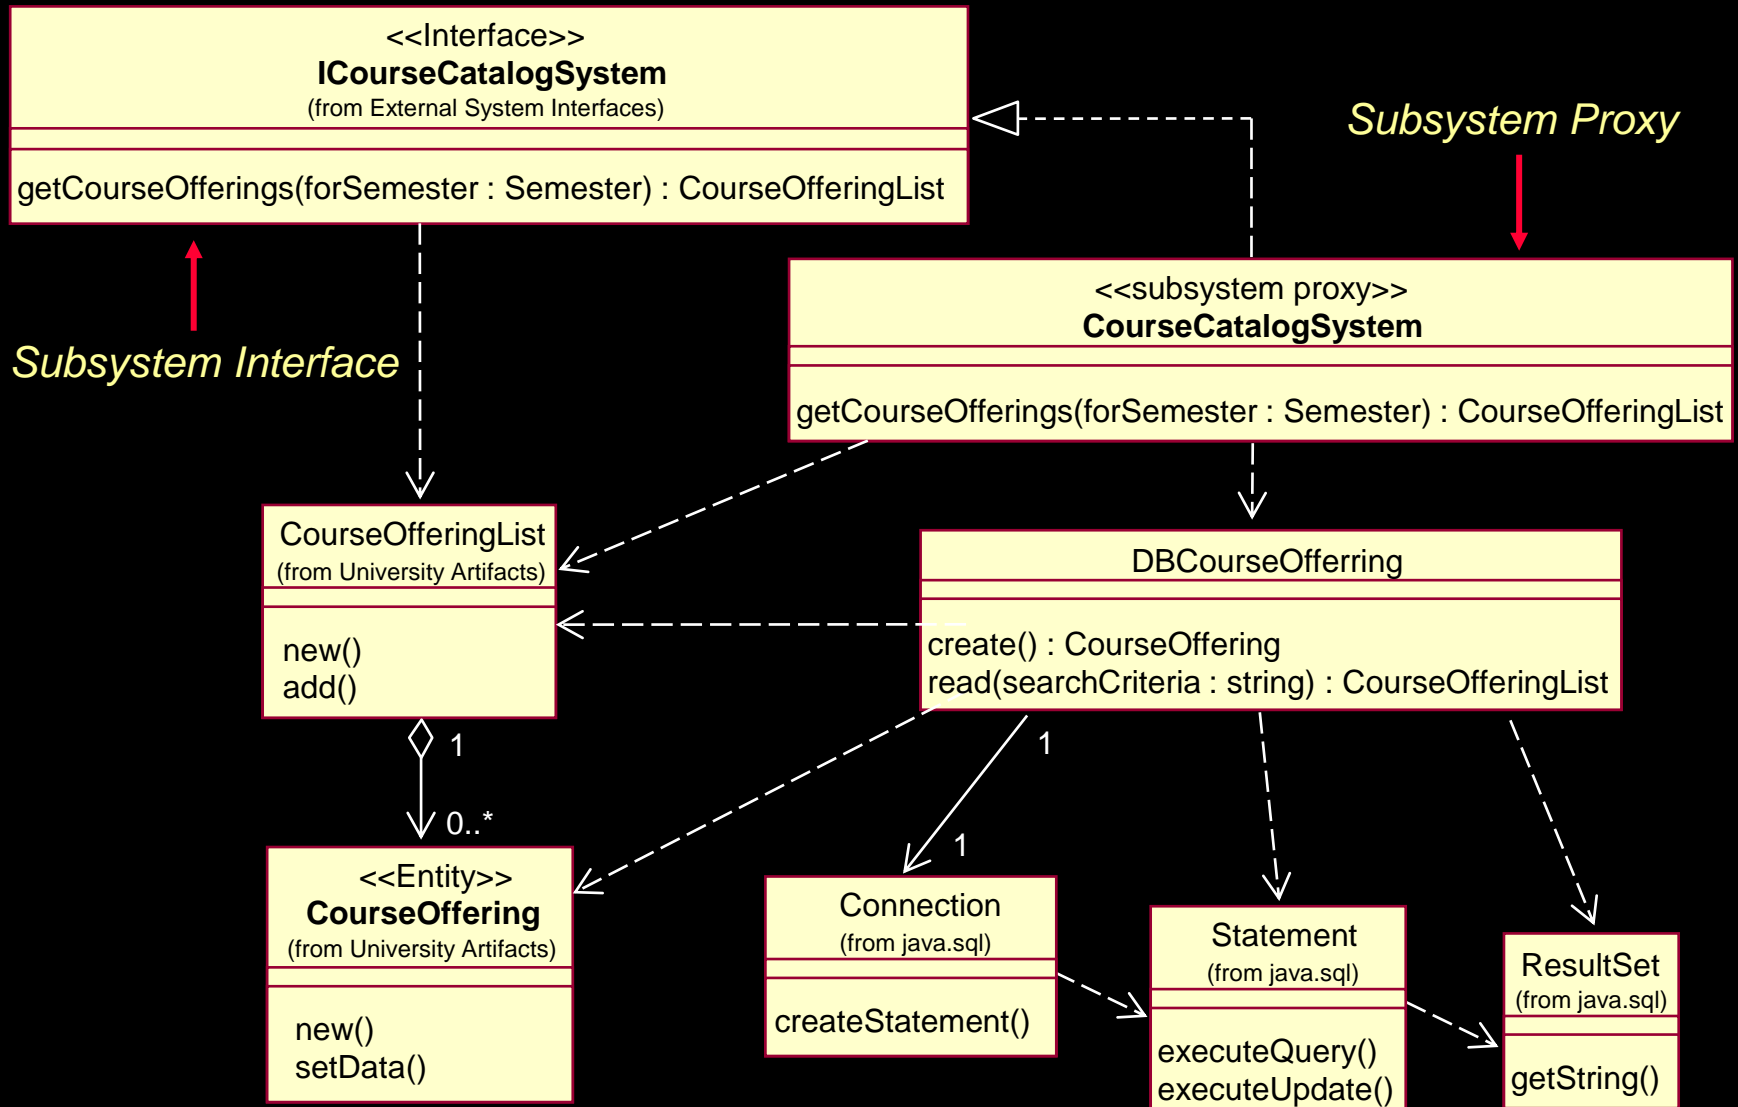 <<Interface>>
ICourseCatalogSystem
(from External System Interfaces)
getCourseOfferings(forSemester : Semester) : CourseOfferingList
Subsystem Proxy
Subsystem Interface
<<subsystem proxy>>
CourseCatalogSystem
getCourseOfferings(forSemester : Semester) : CourseOfferingList
CourseOfferingList
(from University Artifacts)
new()
add()
DBCourseOfferring
create() : CourseOffering
read(searchCriteria : string) : CourseOfferingList
1
0..*
1
1
<<Entity>>
CourseOffering
(from University Artifacts)
new()
setData()
Connection
(from java.sql)
createStatement()
Statement
(from java.sql)
executeQuery()
executeUpdate()
ResultSet
(from java.sql)
getString()